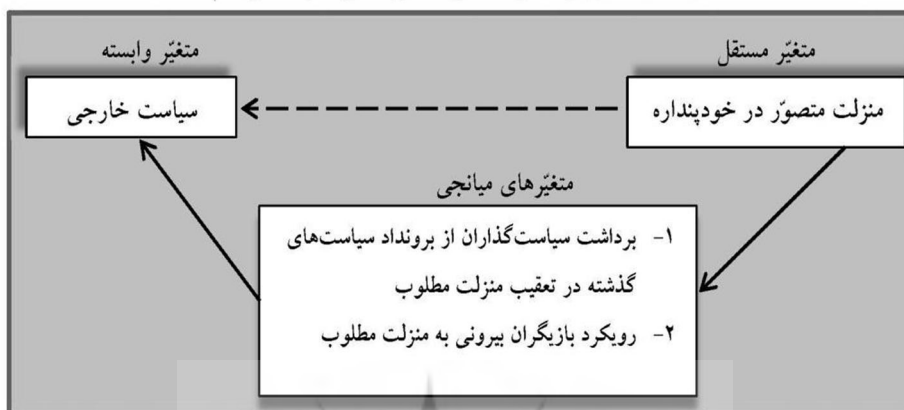 متغیّر مستقل
متغیّر وابسته
منزلت متصوّر در خودپنداره
سیاست خارجی
متغیّرهای میانجی
۱- برداشت سیاست‌گذاران از برونداد سیاست‌های
گذشته در تعقیب منزلت مطلوب
۲- رویکرد بازیگران بیرونی به منزلت مطلوب